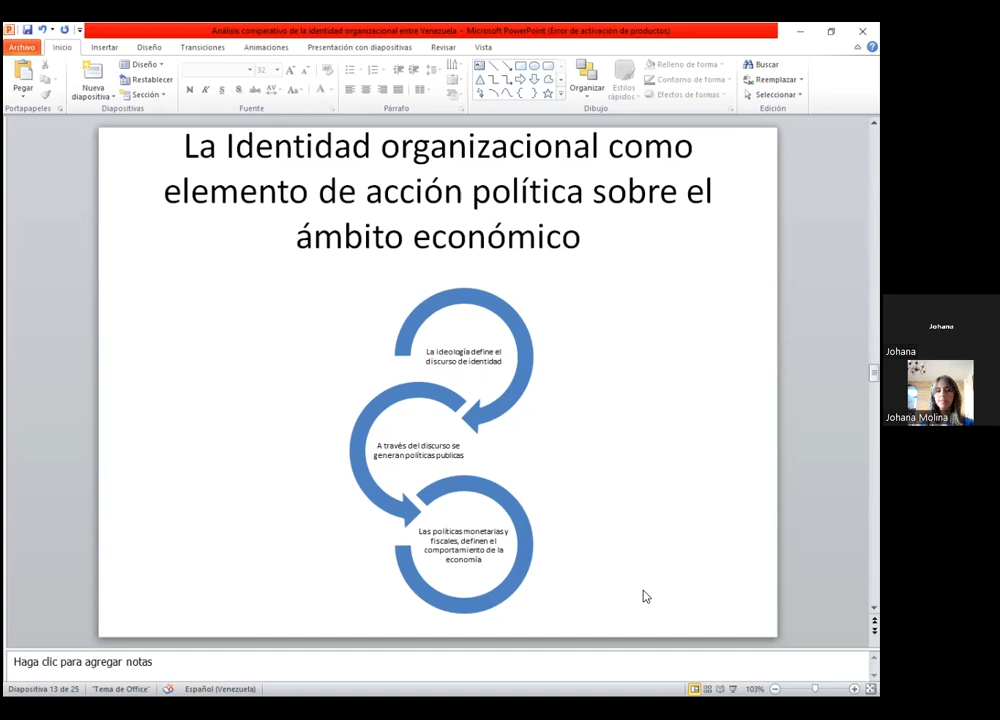 Análisis comparativo de la identidad organizacional entre Venezuela - Microsoft PowerPoint (Error de activación de productos)
Archivo Inicio Insertar Diseño Transiciones Animaciones Presentación con diapositivas Revisar Vista
Pegar
Portapapeles
Nueva
diapositiva
Diseño
Restablecer
Sección
Diapositivas
32
N K S S abc AV Aa A
Fuente
Párrafo
Organizar
Estilos
rápidos
Relleno de forma
Contorno de forma
Efectos de formas
Dibujo
Buscar
Reemplazar
Seleccionar
Edición
La Identidad organizacional como
elemento de acción política sobre el
ámbito económico
La ideología define el
discurso de identidad
A través del discurso se
generan políticas publicas
Las políticas monetarias y
fiscales, definen el
comportamiento de la
economía
Haga clic para agregar notas
Diapositiva 13 de 25 "Tema de Office" Español (Venezuela) 103%
Johana
Johana
Johana Molina